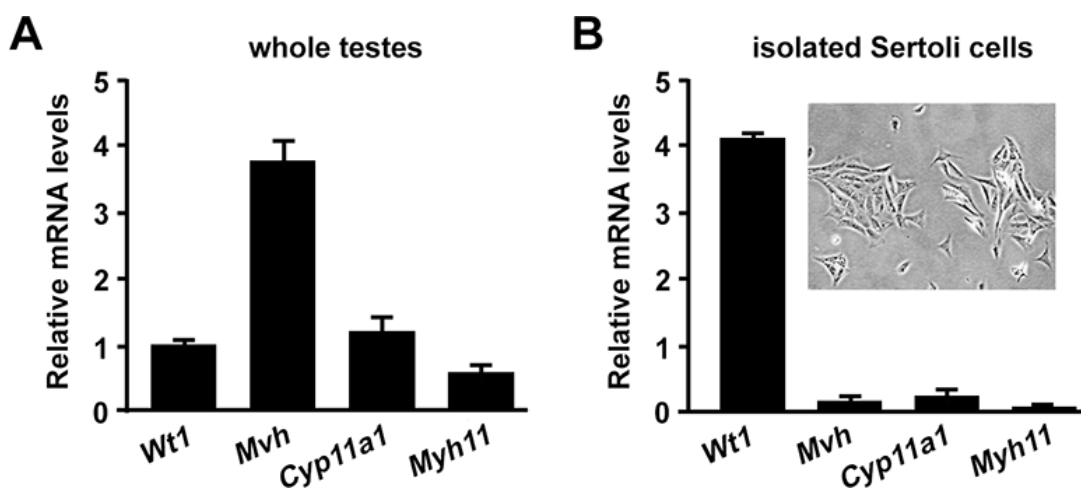 A
whole testes
Relative mRNA levels
5
4
3
2
1
0
Wt1
Mvh
Cyp11a1
Myh11
B
isolated Sertoli cells
Relative mRNA levels
5
4
3
2
1
0
Wt1
Mvh
Cyp11a1
Myh11